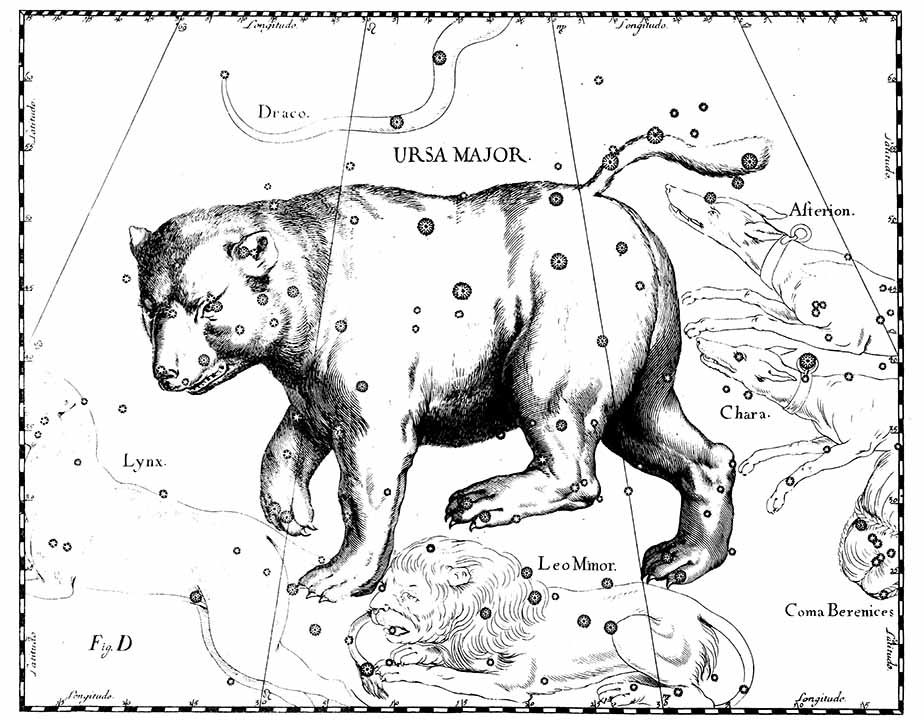 Longitudo.
Longitudo.
Latitudo.
Draco.
URSA MAJOR.
Latitudo.
Asterion.
Chara.
Lynx.
Leo Minor.
Coma Berenices
Fig. D
Latitudo
Latitudo
Longitudo.
Longitudo.